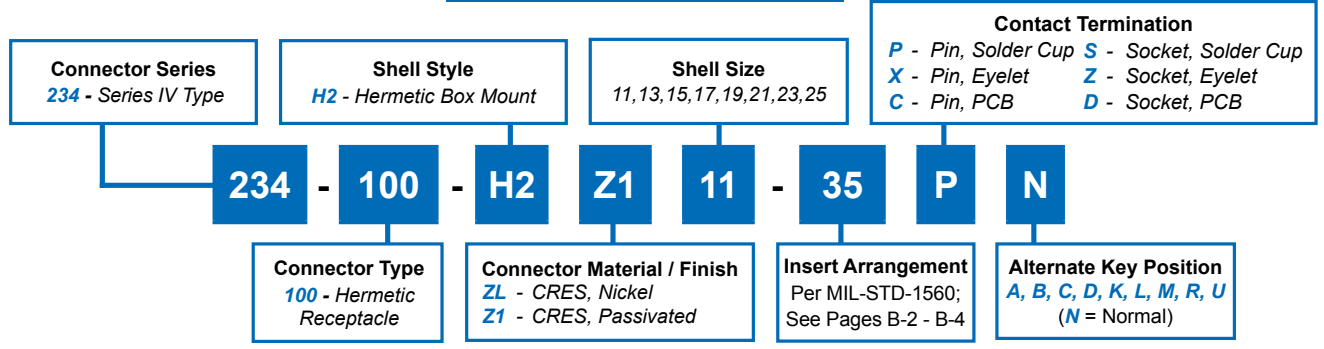 Connector Series
234 - Series IV Type
Shell Style
H2 - Hermetic Box Mount
Shell Size
11,13,15,17,19,21,23,25
Contact Termination
P - Pin, Solder Cup S - Socket, Solder Cup
X - Pin, Eyelet Z - Socket, Eyelet
C - Pin, PCB D - Socket, PCB
234 - 100 - H2 Z1 11 - 35 P N
Connector Type
100 - Hermetic
Receptacle
Connector Material / Finish
ZL - CRES, Nickel
Z1 - CRES, Passivated
Insert Arrangement
Per MIL-STD-1560;
See Pages B-2 - B-4
Alternate Key Position
A, B, C, D, K, L, M, R, U
(N = Normal)